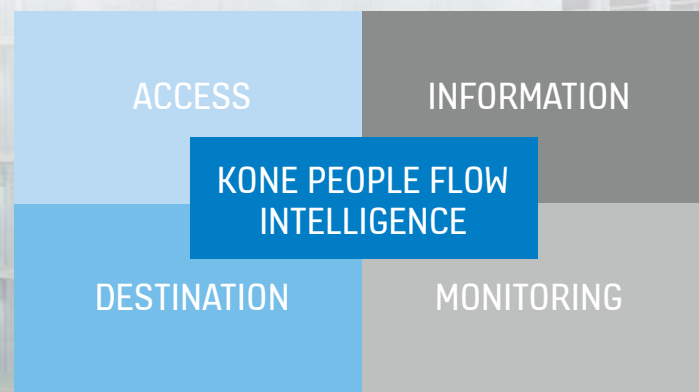 ACCESS
INFORMATION
KONE PEOPLE FLOW
INTELLIGENCE
DESTINATION
MONITORING